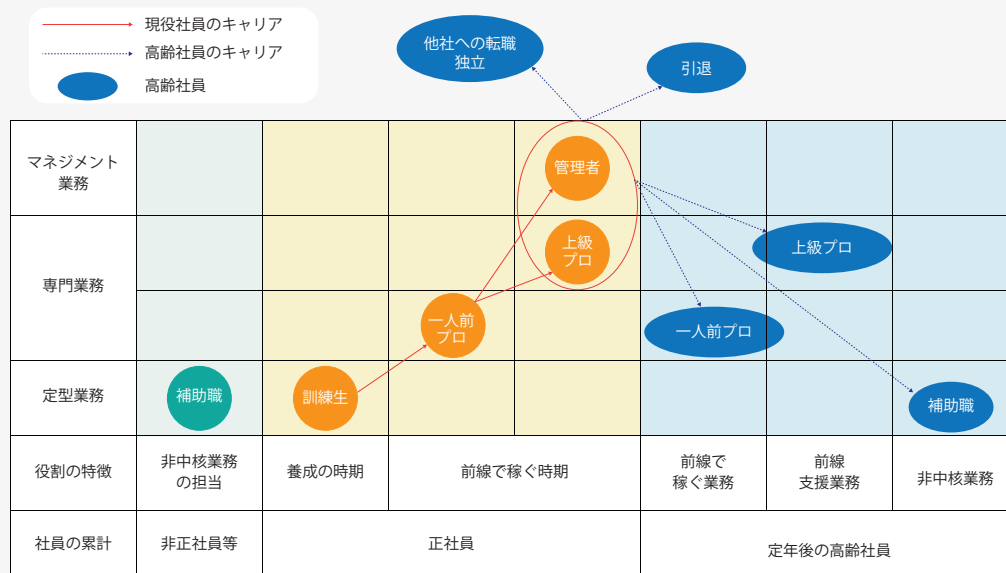 現役社員のキャリア
高齢社員のキャリア
高齢社員
他社への転職
独立
引退
マネジメント
業務
管理者
専門業務
上級
プロ
上級プロ
一人前
プロ
一人前プロ
定型業務
補助職
訓練生
補助職
役割の特徴
非中核業務
の担当
養成の時期
前線で稼ぐ時期
前線で
稼ぐ業務
前線
支援業務
非中核業務
社員の累計
非正社員等
正社員
定年後の高齢社員